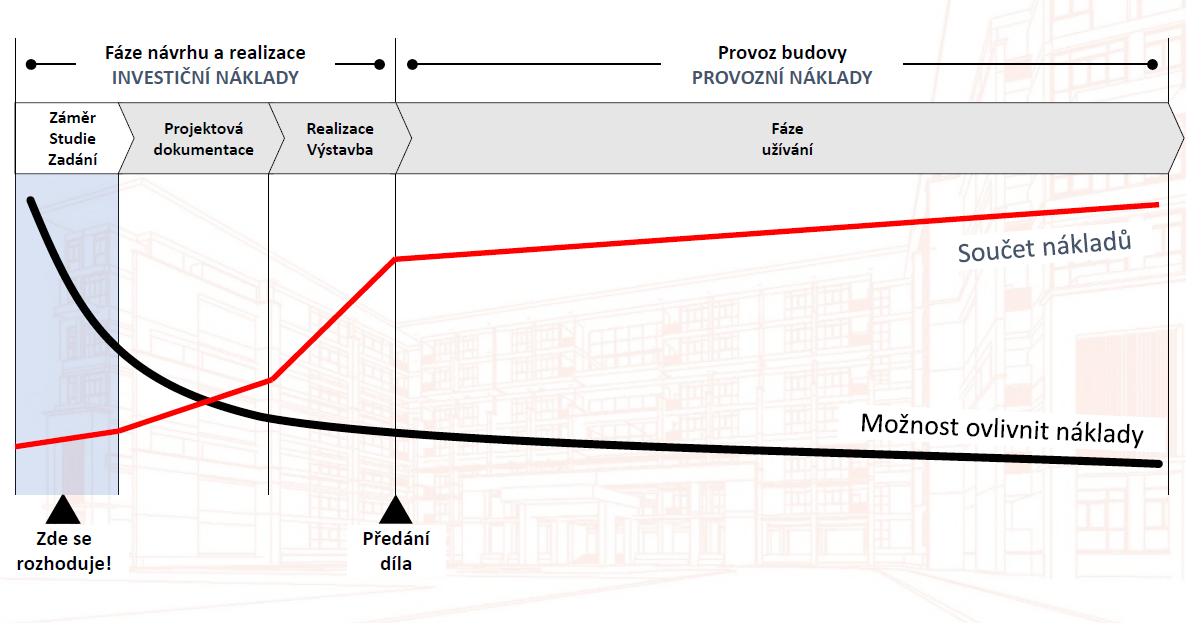 Fáze návrhu a realizace
INVESTIČNÍ NÁKLADY
Provoz budovy
PROVOZNÍ NÁKLADY
Záměr
Studie
Zadání
Projektová
dokumentace
Realizace
Výstavba
Fáze
užívání
Součet nákladů
Možnost ovlivnit náklady
Zde se
rozhoduje!
Předání
díla